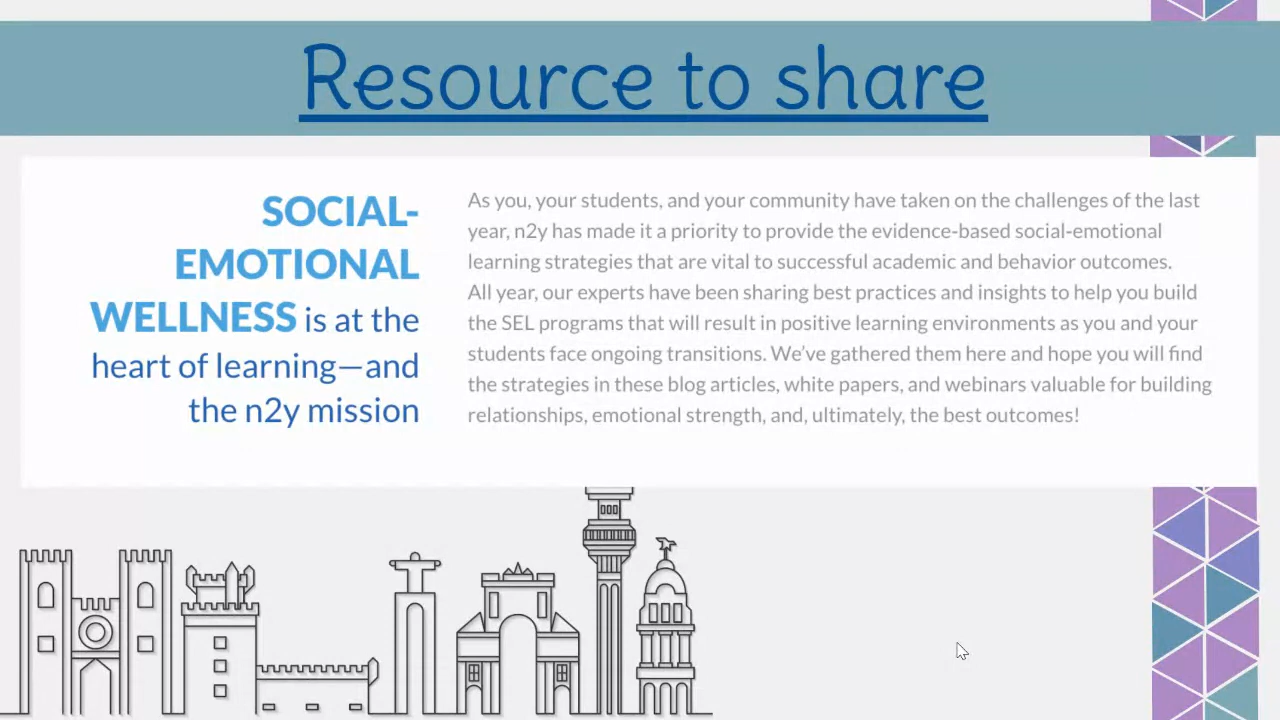 Resource to share
SOCIAL-
EMOTIONAL
WELLNESS is at the
heart of learning—and
the n2y mission
As you, your students, and your community have taken on the challenges of the last
year, n2y has made it a priority to provide the evidence-based social-emotional
learning strategies that are vital to successful academic and behavior outcomes.
All year, our experts have been sharing best practices and insights to help you build
the SEL programs that will result in positive learning environments as you and your
students face ongoing transitions. We've gathered them here and hope you will find
the strategies in these blog articles, white papers, and webinars valuable for building
relationships, emotional strength, and, ultimately, the best outcomes!